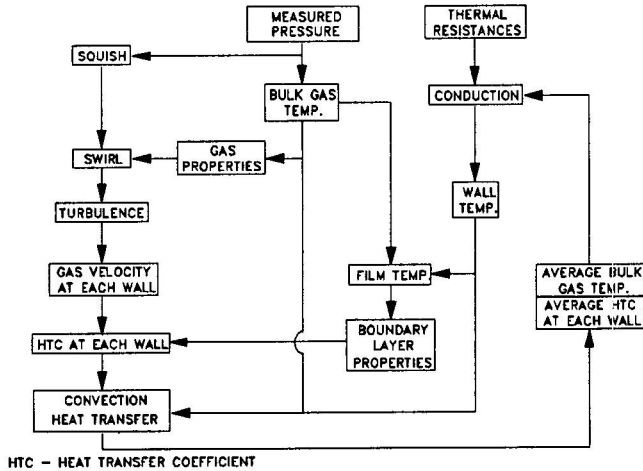 MEASURED
PRESSURE
THERMAL
RESISTANCES
SQUISH
BULK GAS
TEMP.
CONDUCTION
SWIRL
GAS
PROPERTIES
WALL
TEMP.
TURBULENCE
GAS VELOCITY
AT EACH WALL
FILM TEMP
AVERAGE BULK
GAS TEMP.
AVERAGE HTC
AT EACH WALL
HTC AT EACH WALL
BOUNDARY
LAYER
PROPERTIES
CONVECTION
HEAT TRANSFER
HTC – HEAT TRANSFER COEFFICIENT